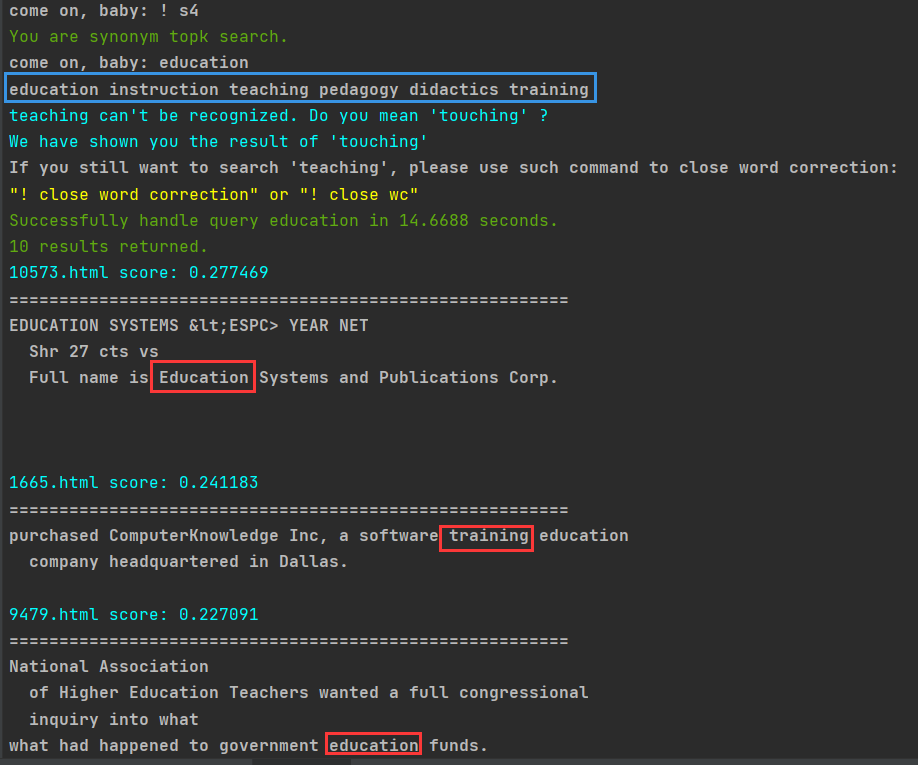 come on, baby: ! s4
You are synonym topk search.
come on, baby: education
education instruction teaching pedagogy didactics training
teaching can't be recognized. Do you mean 'touching' ?
We have shown you the result of 'touching'
If you still want to search 'teaching', please use such command to close word correction:
"! close word correction" or "! close wc"
Successfully handle query education in 14.6688 seconds.
10 results returned.
10573.html score: 0.277469
========================================================
EDUCATION SYSTEMS &lt;ESPC> YEAR NET
Shr 27 cts vs
Full name is Education Systems and Publications Corp.
1665.html score: 0.241183
========================================================
purchased ComputerKnowledge Inc, a software training education
company headquartered in Dallas.
9479.html score: 0.227091
========================================================
National Association
of Higher Education Teachers wanted a full congressional
inquiry into what
what had happened to government education funds.